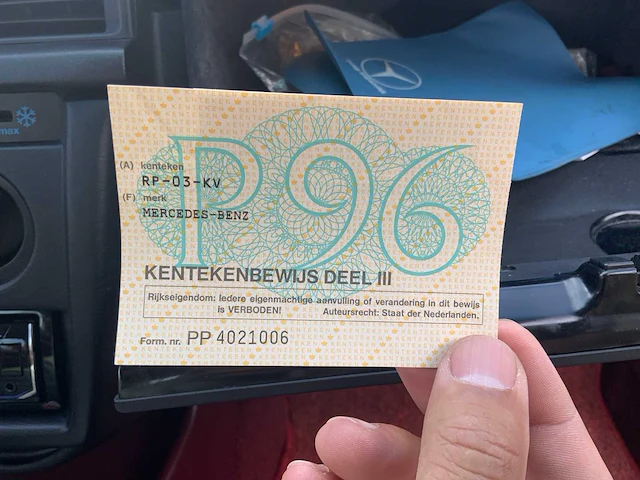 max
P96
(A) kenteken
RP-03-KV
(F) merk
MERCEDES-BENZ
KENTEKENBEWIJS DEEL III
Rijkseigendom: Iedere eigenmachtige aanvulling of verandering in dit bewijs
is VERBODEN! Auteursrecht: Staat der Nederlanden.
Form. nr. PP 4021006